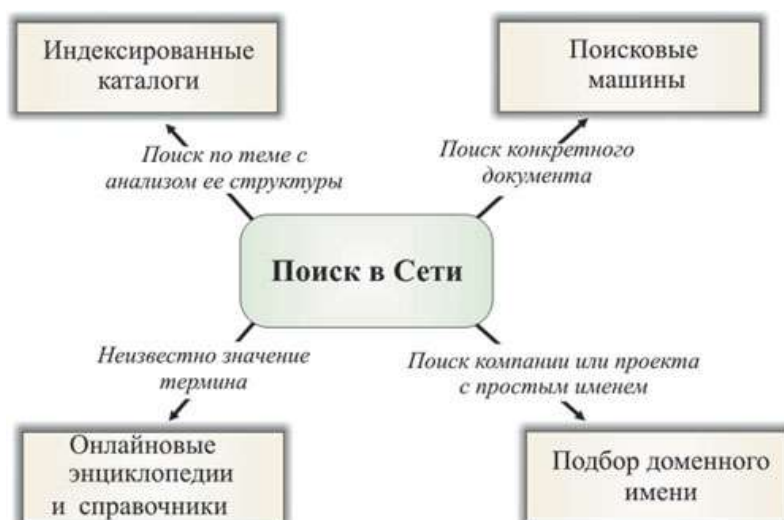 Индексированные
каталоги
Поисковые
машины
Поиск по теме с
анализом ее структуры
Поиск конкретного
документа
Поиск в Сети
Неизвестно значение
термина
Поиск компании или проекта
с простым именем
Онлайновые
энциклопедии
и справочники
Подбор доменного
имени